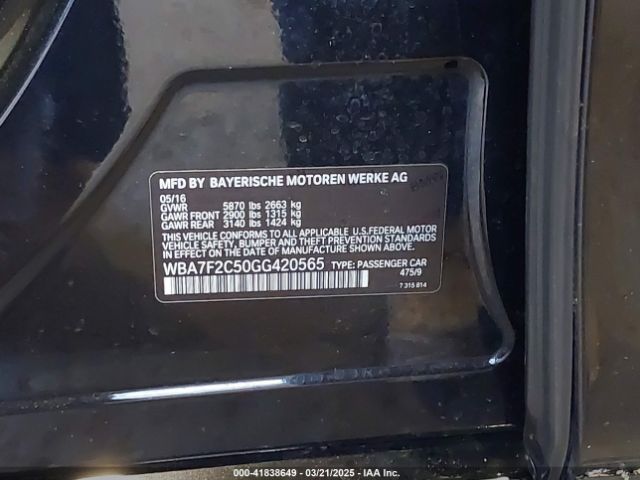 MFD BY BAYERISCHE MOTOREN WERKE AG
05/16
GVWR 5870 lbs 2663 kg
GAWR FRONT 2900 lbs 1315 kg
GAWR REAR 3140 lbs 1424 kg
THIS VEHICLE CONFORMS TO ALL APPLICABLE U.S.FEDERAL MOTOR
VEHICLE SAFETY, BUMPER, AND THEFT PREVENTION STANDARDS
IN EFFECT ON THE DATE OF MANUFACTURE SHOWN ABOVE.
WBA7F2C50GG420565 TYPE: PASSENGER CAR
475/9
7 315 814
000-41838649 - 03/21/2025 - IAA Inc.